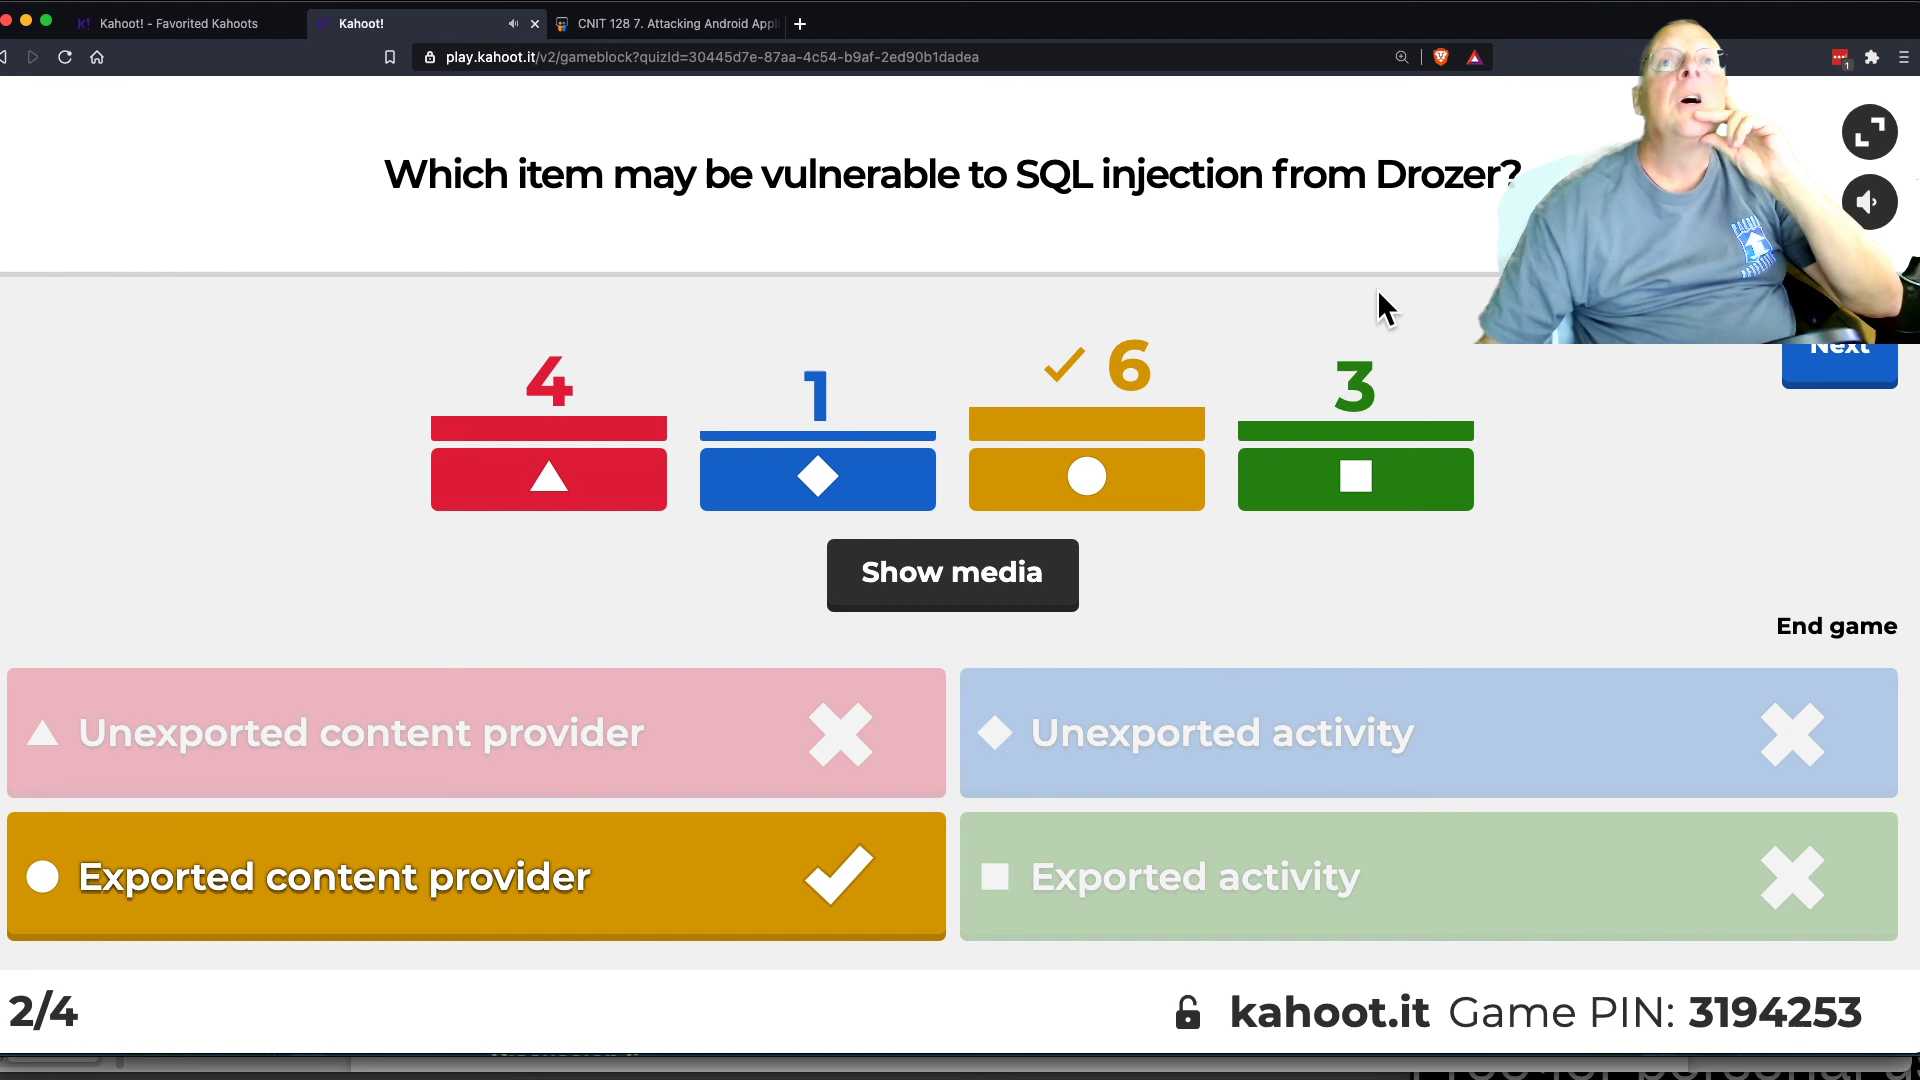 Kahoot! - Favorited Kahoots
Kahoot!
CNIT 128 7. Attacking Android Appl
play.kahoot.it/v2/gameblock?quizId=30445d7e-87aa-4c54-b9af-2ed90b1dadea
1
Which item may be vulnerable to SQL injection from Drozer?
Next
4
1
6
3
Show media
End game
Unexported content provider
Unexported activity
Exported content provider
Exported activity
2/4
kahoot.it Game PIN: 3194253